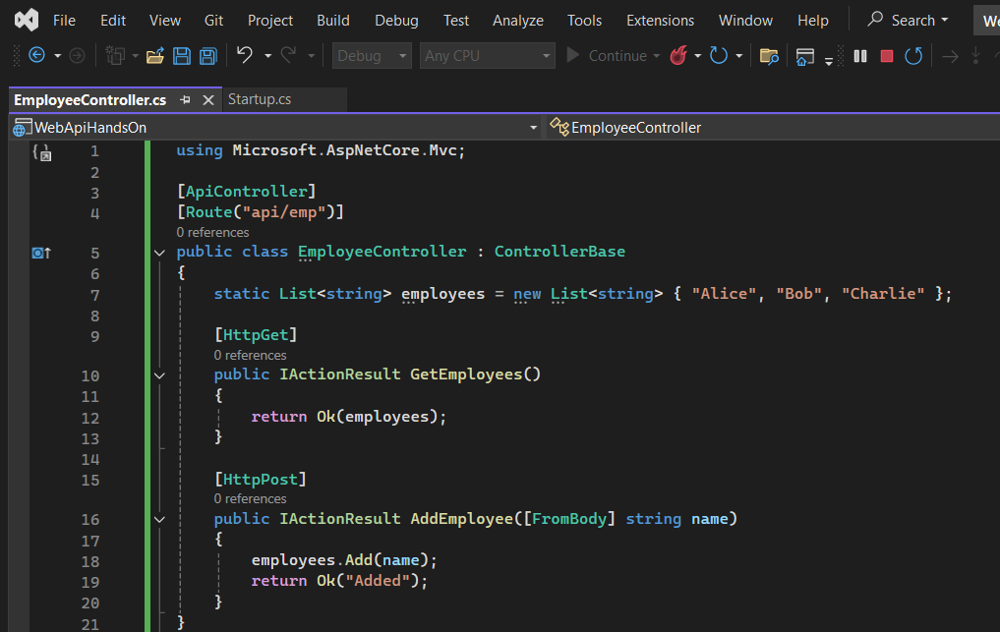 File Edit View Git Project Build Debug Test Analyze Tools Extensions Window Help Search We
Debug Any CPU Continue
EmployeeController.cs Startup.cs
WebApiHandsOn EmployeeController
1 using Microsoft.AspNetCore.Mvc;
2
3 [ApiController]
4 [Route("api/emp")]
0 references
5 public class EmployeeController : ControllerBase
6 {
7 static List<string> employees = new List<string> { "Alice", "Bob", "Charlie" };
8
9 [HttpGet]
0 references
10 public IActionResult GetEmployees()
11 {
12 return Ok(employees);
13 }
14
15 [HttpPost]
0 references
16 public IActionResult AddEmployee([FromBody] string name)
17 {
18 employees.Add(name);
19 return Ok("Added");
20 }
21 }